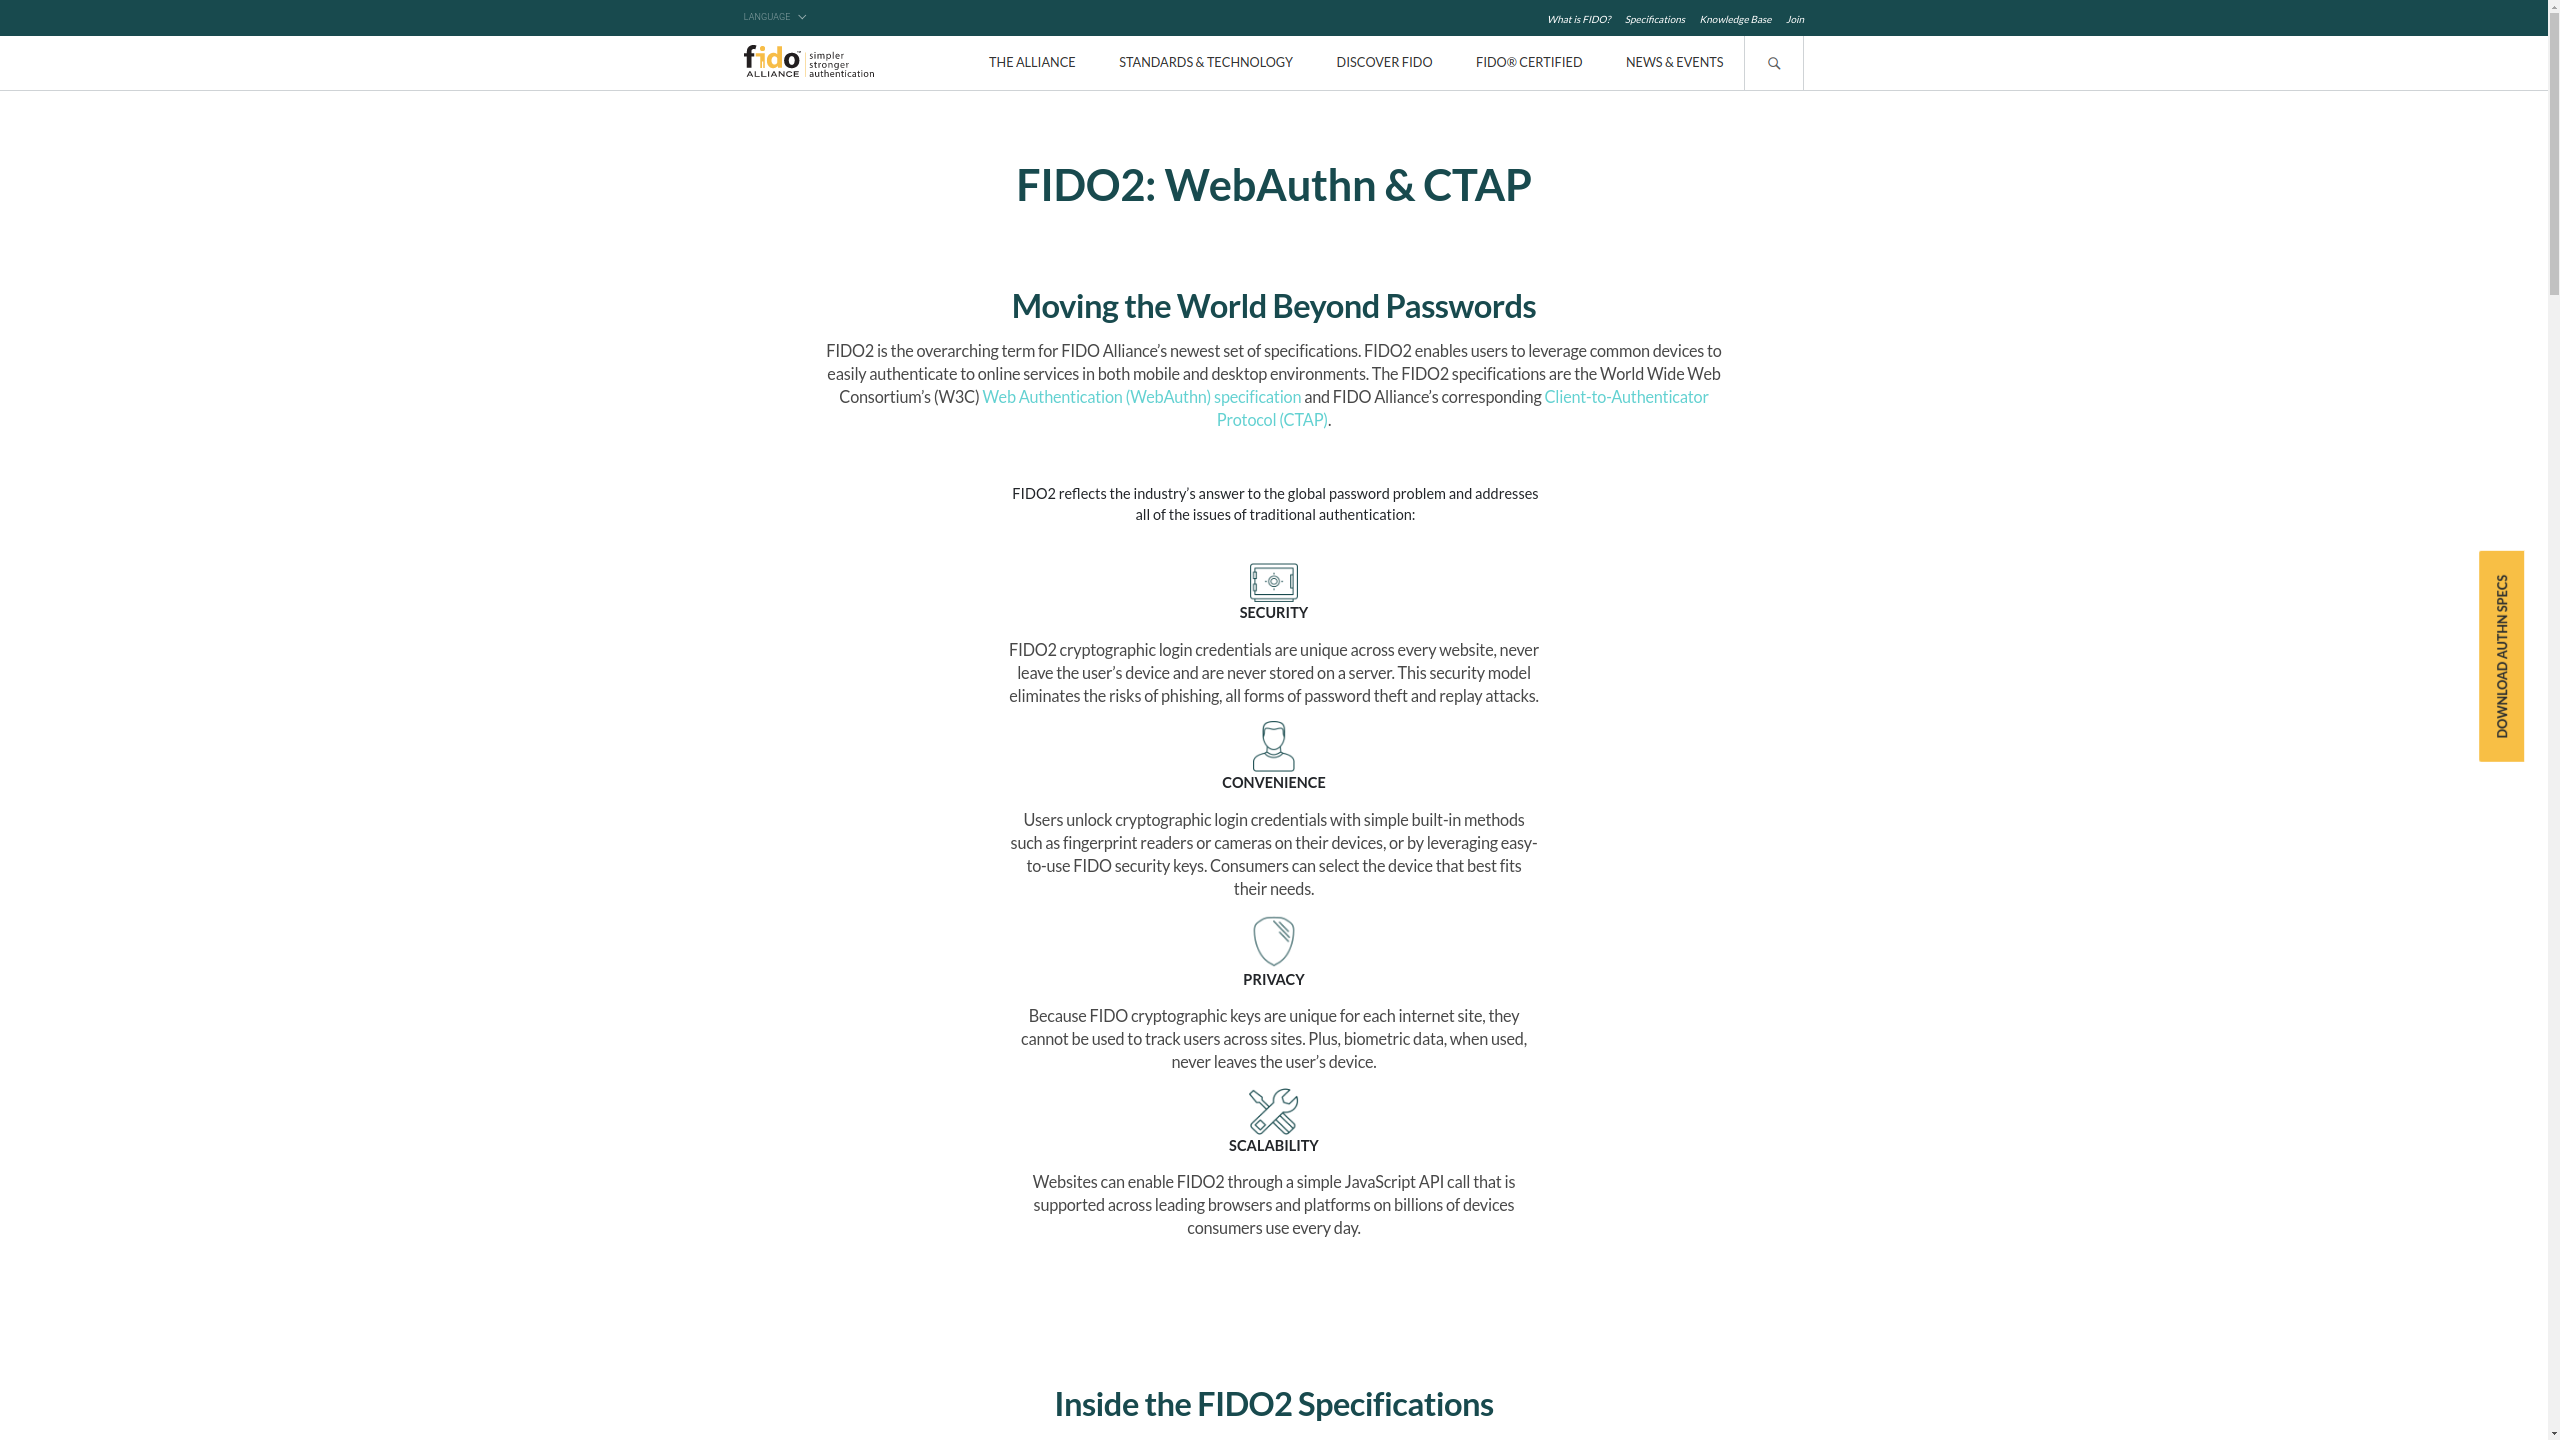 LANGUAGE
What is FIDO? Specifications Knowledge Base Join
fido ALLIANCE simpler stronger authentication
THE ALLIANCE STANDARDS & TECHNOLOGY DISCOVER FIDO FIDO® CERTIFIED NEWS & EVENTS
FIDO2: WebAuthn & CTAP
Moving the World Beyond Passwords
FIDO2 is the overarching term for FIDO Alliance’s newest set of specifications. FIDO2 enables users to leverage common devices to
easily authenticate to online services in both mobile and desktop environments. The FIDO2 specifications are the World Wide Web
Consortium’s (W3C) Web Authentication (WebAuthn) specification and FIDO Alliance’s corresponding Client-to-Authenticator
Protocol (CTAP).
FIDO2 reflects the industry’s answer to the global password problem and addresses
all of the issues of traditional authentication:
SECURITY
FIDO2 cryptographic login credentials are unique across every website, never
leave the user’s device and are never stored on a server. This security model
eliminates the risks of phishing, all forms of password theft and replay attacks.
CONVENIENCE
Users unlock cryptographic login credentials with simple built-in methods
such as fingerprint readers or cameras on their devices, or by leveraging easy-
to-use FIDO security keys. Consumers can select the device that best fits
their needs.
PRIVACY
Because FIDO cryptographic keys are unique for each internet site, they
cannot be used to track users across sites. Plus, biometric data, when used,
never leaves the user’s device.
SCALABILITY
Websites can enable FIDO2 through a simple JavaScript API call that is
supported across leading browsers and platforms on billions of devices
consumers use every day.
Inside the FIDO2 Specifications
DOWNLOAD AUTHN SPECS